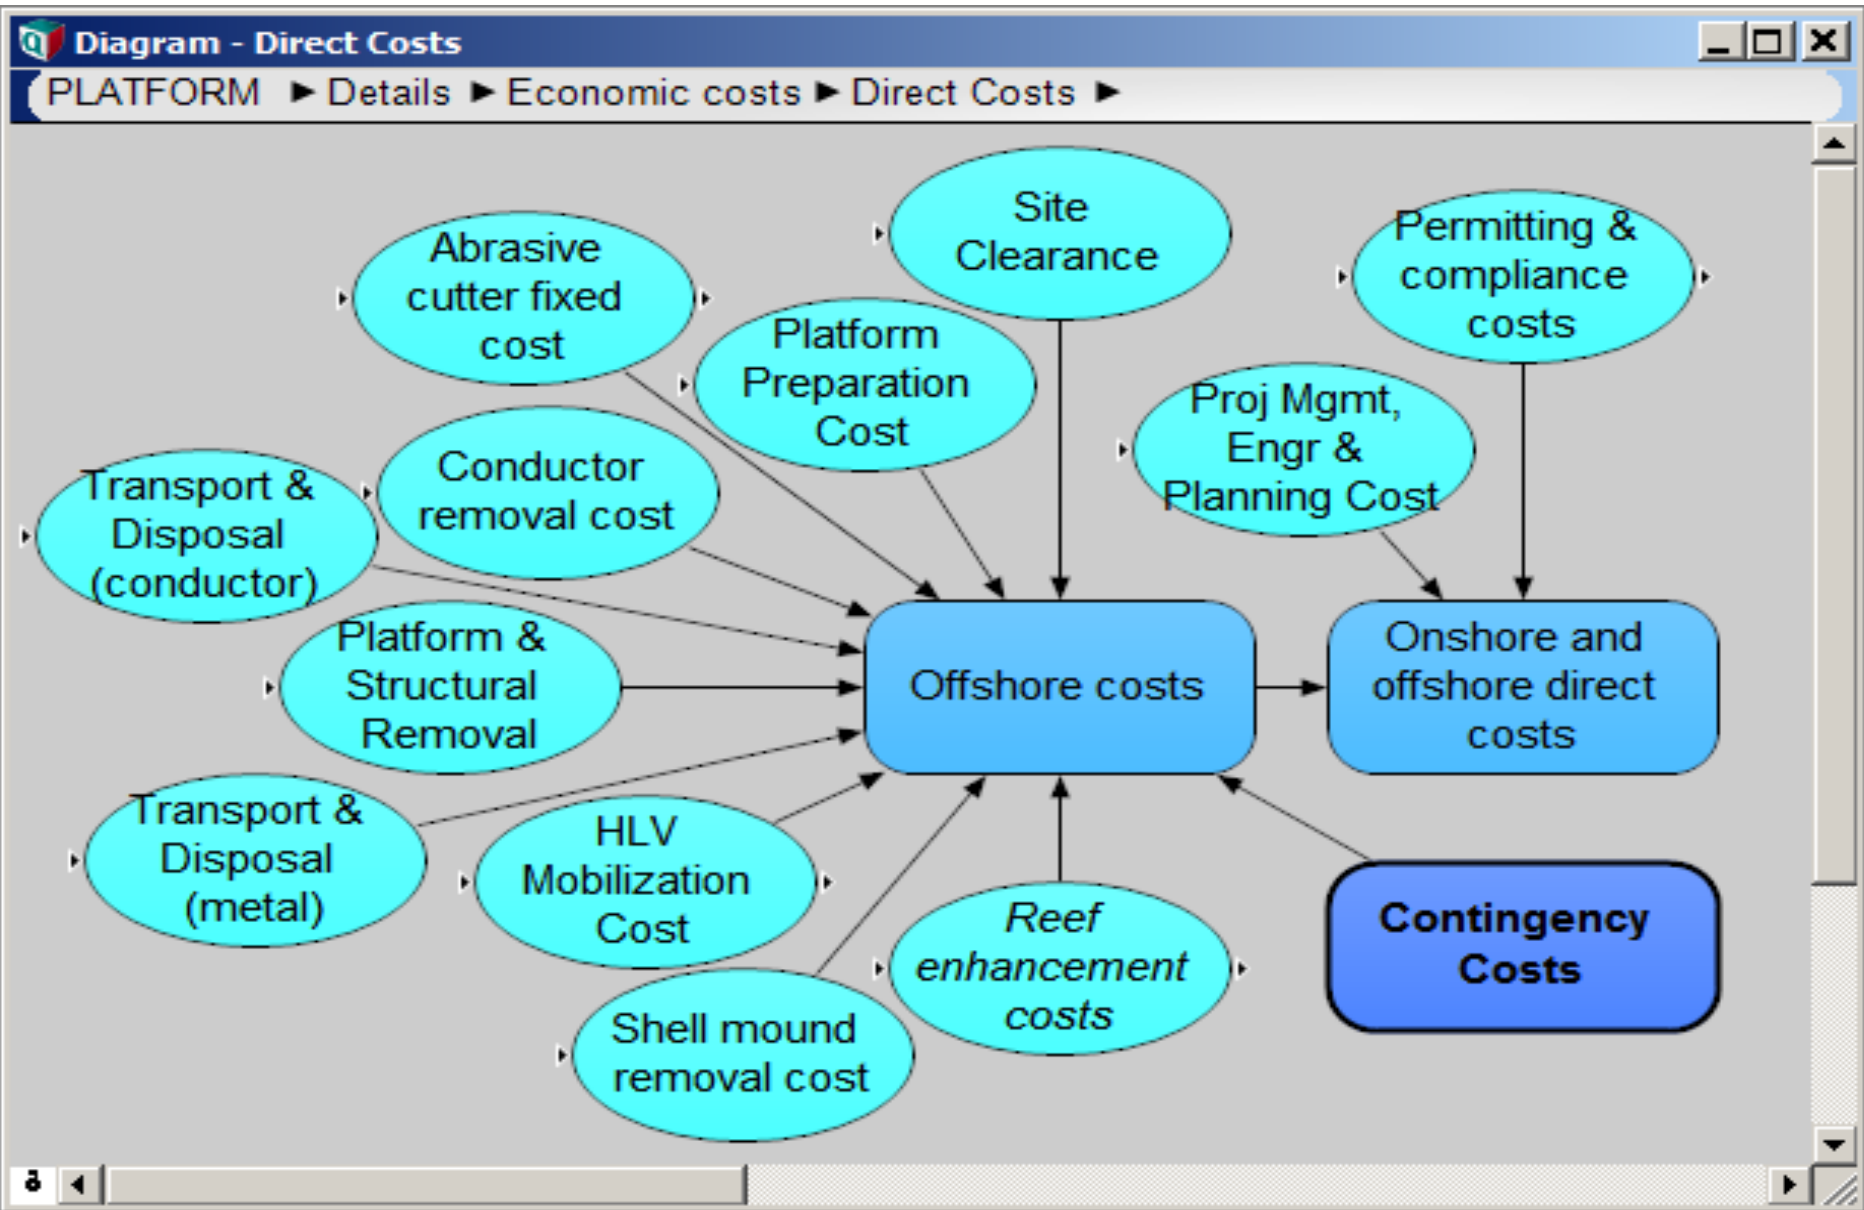 Diagram - Direct Costs
PLATFORM ► Details ► Economic costs ► Direct Costs ►
Site
Clearance
Permitting &
compliance
costs
Abrasive
cutter fixed
cost
Platform
Preparation
Cost
Proj Mgmt,
Engr &
Planning Cost
Conductor
removal cost
Transport &
Disposal
(conductor)
Platform &
Structural
Removal
Offshore costs
Onshore and
offshore direct
costs
Transport &
Disposal
(metal)
HLV
Mobilization
Cost
Reef
enhancement
costs
Contingency
Costs
Shell mound
removal cost